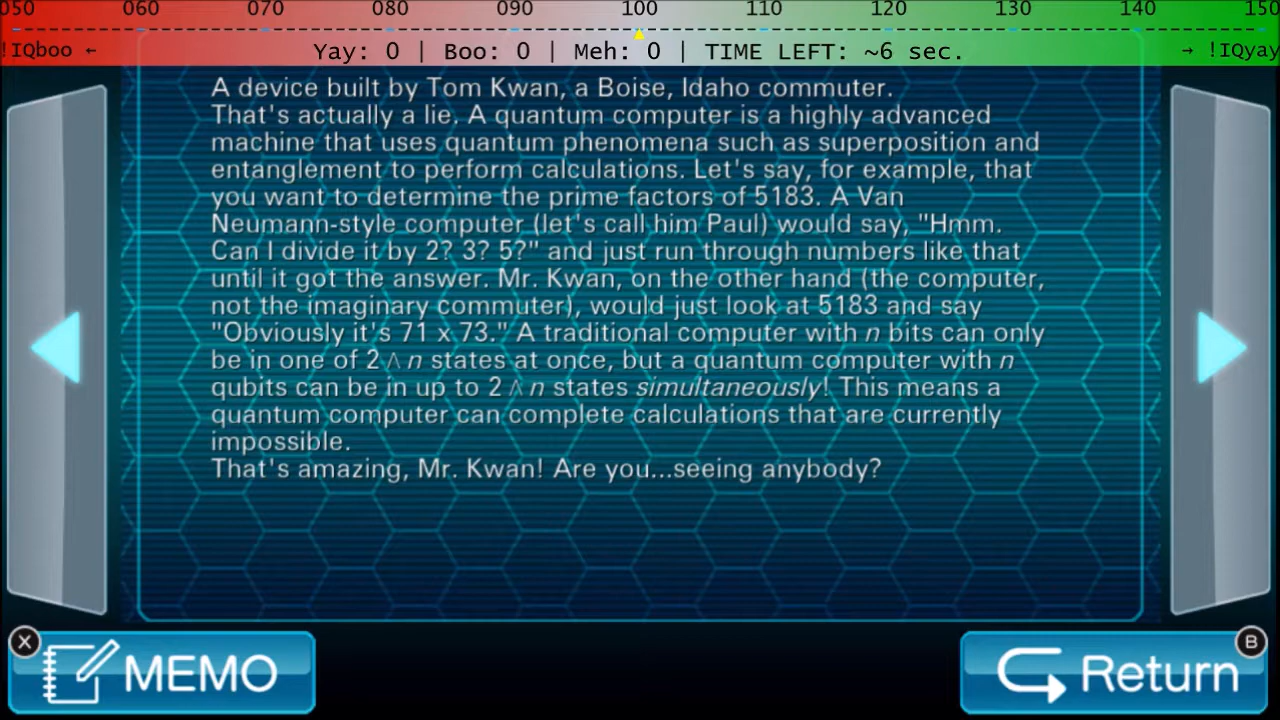 050 060 070 080 090 100 110 120 130 140 150
!IQboo ← Yay: 0 | Boo: 0 | Meh: 0 | TIME LEFT: ~6 sec. → !IQyay
A device built by Tom Kwan, a Boise, Idaho commuter.
That's actually a lie. A quantum computer is a highly advanced
machine that uses quantum phenomena such as superposition and
entanglement to perform calculations. Let's say, for example, that
you want to determine the prime factors of 5183. A Van
Neumann-style computer (let's call him Paul) would say, "Hmm.
Can I divide it by 2? 3? 5?" and just run through numbers like that
until it got the answer. Mr. Kwan, on the other hand (the computer,
not the imaginary commuter), would just look at 5183 and say
"Obviously it's 71 x 73." A traditional computer with n bits can only
be in one of 2 ∧ n states at once, but a quantum computer with n
qubits can be in up to 2 ∧ n states simultaneously! This means a
quantum computer can complete calculations that are currently
impossible.
That's amazing, Mr. Kwan! Are you...seeing anybody?
X MEMO
B Return